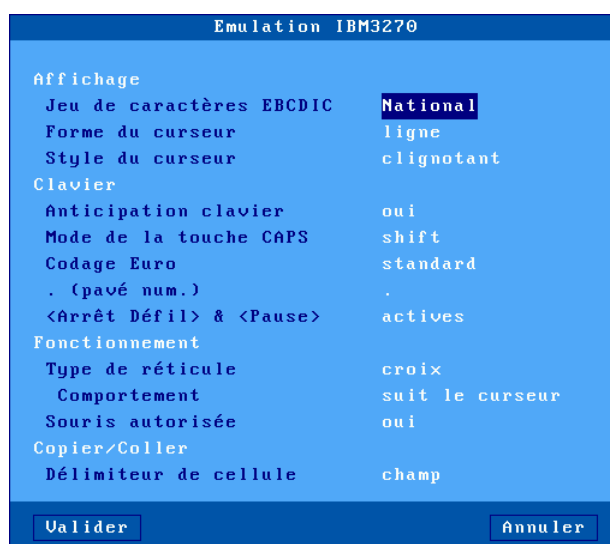 Emulation IBM3270
Affichage
Jeu de caractères EBCDIC National
Forme du curseur ligne
Style du curseur clignotant
Clavier
Anticipation clavier oui
Mode de la touche CAPS shift
Codage Euro standard
. (pavé num.) .
<Arrêt Défil> & <Pause> actives
Fonctionnement
Type de réticule croix
Comportement suit le curseur
Souris autorisée oui
Copier/Coller
Délimiteur de cellule champ
Valider Annuler